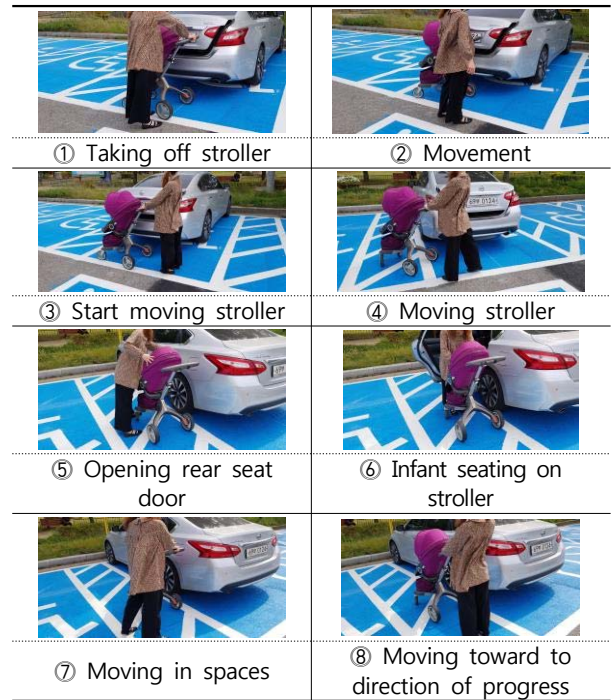 ① Taking off stroller
② Movement
③ Start moving stroller
④ Moving stroller
⑤ Opening rear seat
door
⑥ Infant seating on
stroller
⑦ Moving in spaces
⑧ Moving toward to
direction of progress